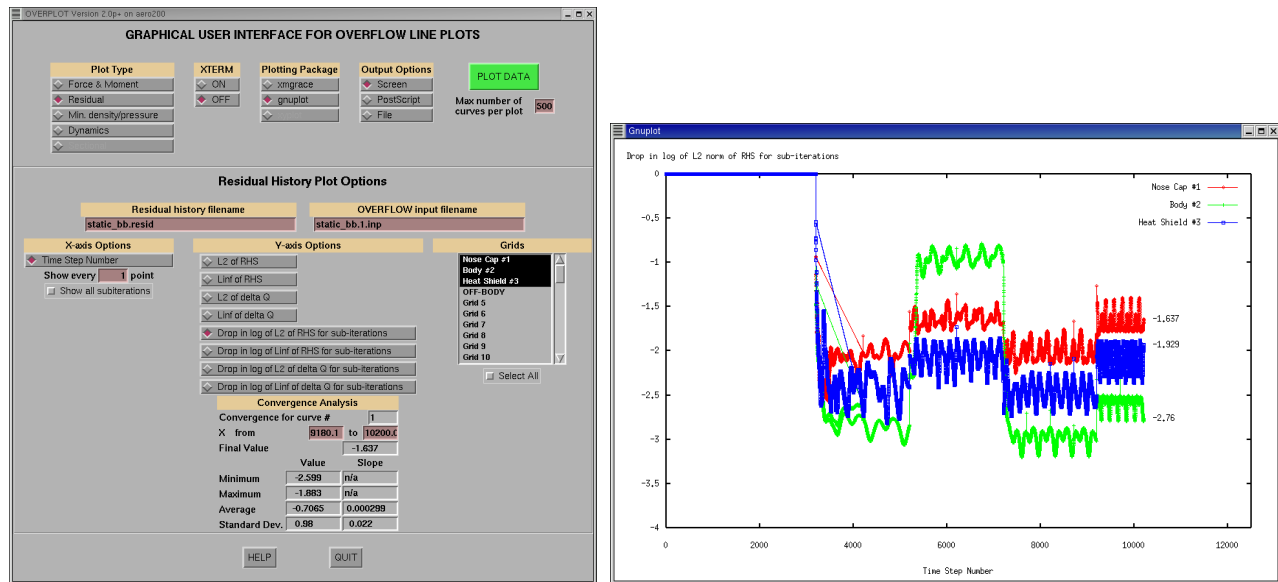 OVERPLOT Version 2.0p+ on aero200
GRAPHICAL USER INTERFACE FOR OVERFLOW LINE PLOTS
Plot Type
Force & Moment
Residual
Min. density/pressure
Dynamics
XTERM
ON
OFF
Plotting Package
xmgrace
gnuplot
Output Options
Screen
PostScript
File
PLOT DATA
Max number of
curves per plot
500
Residual History Plot Options
Residual history filename
static_bb.resid
OVERFLOW input filename
static_bb.1.inp
X-axis Options
Time Step Number
Show every 1 point
Show all subiterations
Y-axis Options
L2 of RHS
Linf of RHS
L2 of delta Q
Linf of delta Q
Drop in log of L2 of RHS for sub-iterations
Drop in log of Linf of RHS for sub-iterations
Drop in log of L2 of delta Q for sub-iterations
Drop in log of Linf of delta Q for sub-iterations
Grids
Nose Cap #1
Body #2
Heat Shield #3
OFF-BODY
Grid 5
Grid 6
Grid 7
Grid 8
Grid 9
Grid 10
Select All
Convergence Analysis
Convergence for curve # 1
X from 9180.1 to 10200.0
Final Value -1.637
Value Slope
Minimum -2.599 n/a
Maximum -1.883 n/a
Average -0.7065 0.000299
Standard Dev. 0.98 0.022
HELP QUIT
Gnuplot
Drop in log of L2 norm of RHS for sub-iterations
Nose Cap #1
Body #2
Heat Shield #3
0
-0.5
-1
-1.5
-2
-2.5
-3
-3.5
-4
-1.637
-1.929
-2.76
0 2000 4000 6000 8000 10000 12000
Time Step Number